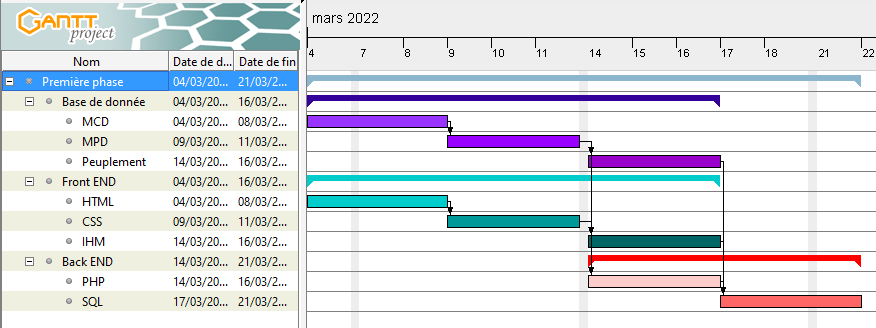 GANTT
project
mars 2022
4 7 8 9 10 11 14 15 16 17 18 21 22
Nom Date de d... Date de fin
Première phase 04/03/20... 21/03/2...
Base de donnée 04/03/20... 16/03/2...
MCD 04/03/20... 08/03/2...
MPD 09/03/20... 11/03/2...
Peuplement 14/03/20... 16/03/2...
Front END 04/03/20... 16/03/2...
HTML 04/03/20... 08/03/2...
CSS 09/03/20... 11/03/2...
IHM 14/03/20... 16/03/2...
Back END 14/03/20... 21/03/2...
PHP 14/03/20... 16/03/2...
SQL 17/03/20... 21/03/2...